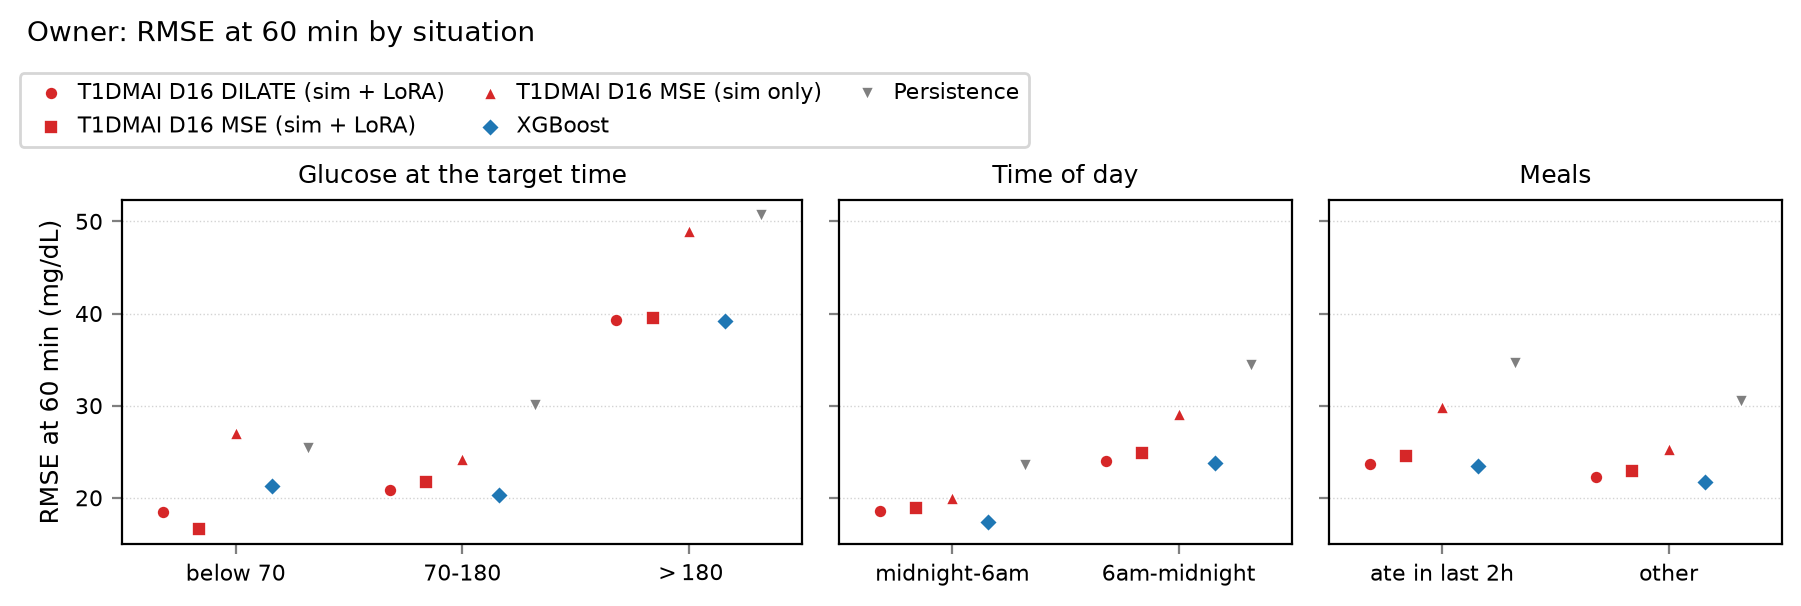 Owner: RMSE at 60 min by situation
T1DMAI D16 DILATE (sim + LoRA)
T1DMAI D16 MSE (sim only)
Persistence
T1DMAI D16 MSE (sim + LoRA)
XGBoost
Glucose at the target time
Time of day
Meals
RMSE at 60 min (mg/dL)
50
40
30
20
below 70
70-180
> 180
midnight-6am
6am-midnight
ate in last 2h
other